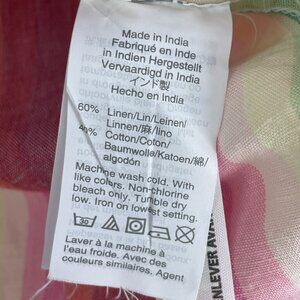 Made in India
Fabriqué en Inde
in Indien Hergestellt
Vervaardigd in India
インド製
Hecho en India
60% Linen/Lin/Leinen/
Linnen/麻/lino
40% Cotton/Coton/
Baumwolle/Katoen/綿/
algodón
Machine wash cold. With
like colors. Non-chlorine
bleach only. Tumble dry
low. Iron on lowest setting.
30
Laver à la machine à
l'eau froide. Avec des
couleurs similaires. Agent